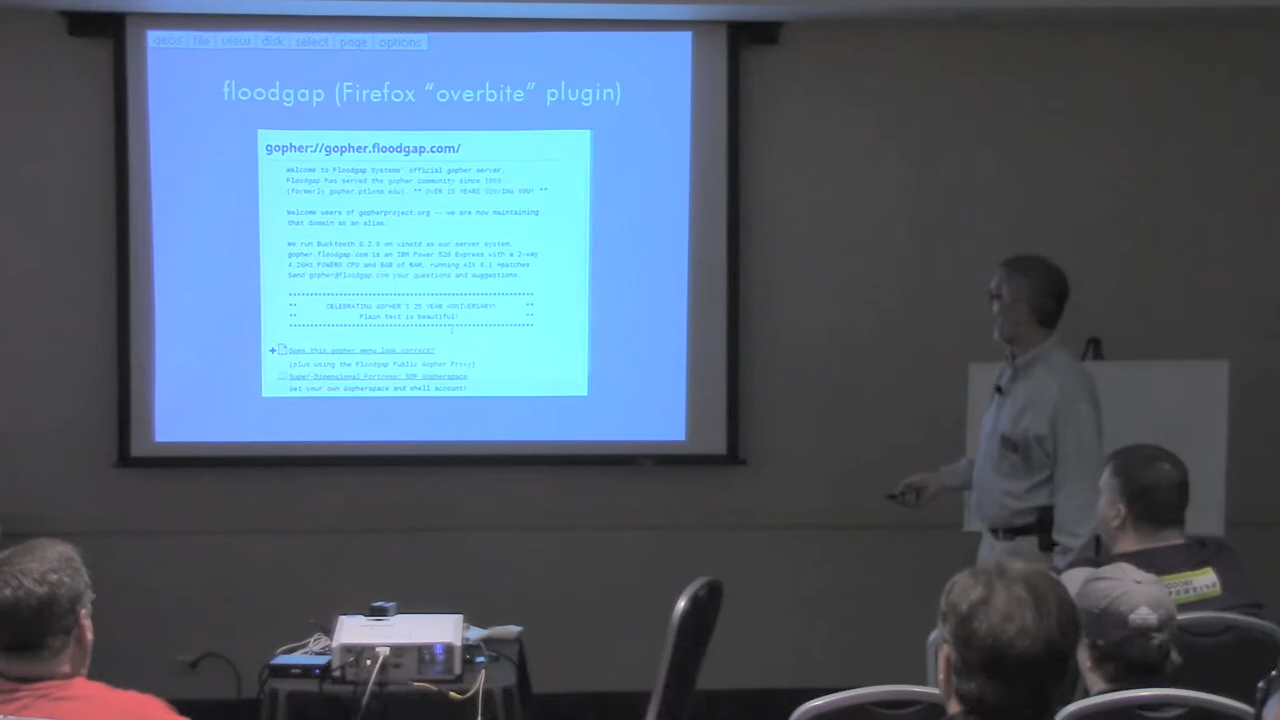 geos | file | view | disk | select | page | options
floodgap (Firefox “overbite” plugin)
gopher://gopher.floodgap.com/
Welcome to Floodgap Systems' official gopher server.
Floodgap has served the gopher community since 1999
(formerly gopher.ptloma.edu). ** OVER 15 YEARS SERVING YOU! **
Welcome users of gopherproject.org -- we are now maintaining
that domain as an alias.
We run Bucktooth 0.2.9 on xinetd as our server system.
gopher.floodgap.com is an IBM Power 520 Express with a 2-way
4.2GHz POWER6 CPU and 8GB of RAM, running AIX 6.1 +patches.
Send gopher@floodgap.com your questions and suggestions.
***********************************************************
** CELEBRATING GOPHER'S 25 YEAR ANNIVERSARY! **
** Plain text is beautiful! **
***********************************************************
Does this gopher menu look correct?
(plus using the Floodgap Public Gopher Proxy)
Super-Dimensional Fortress: SDF Gopherspace
Get your own Gopherspace and shell account!